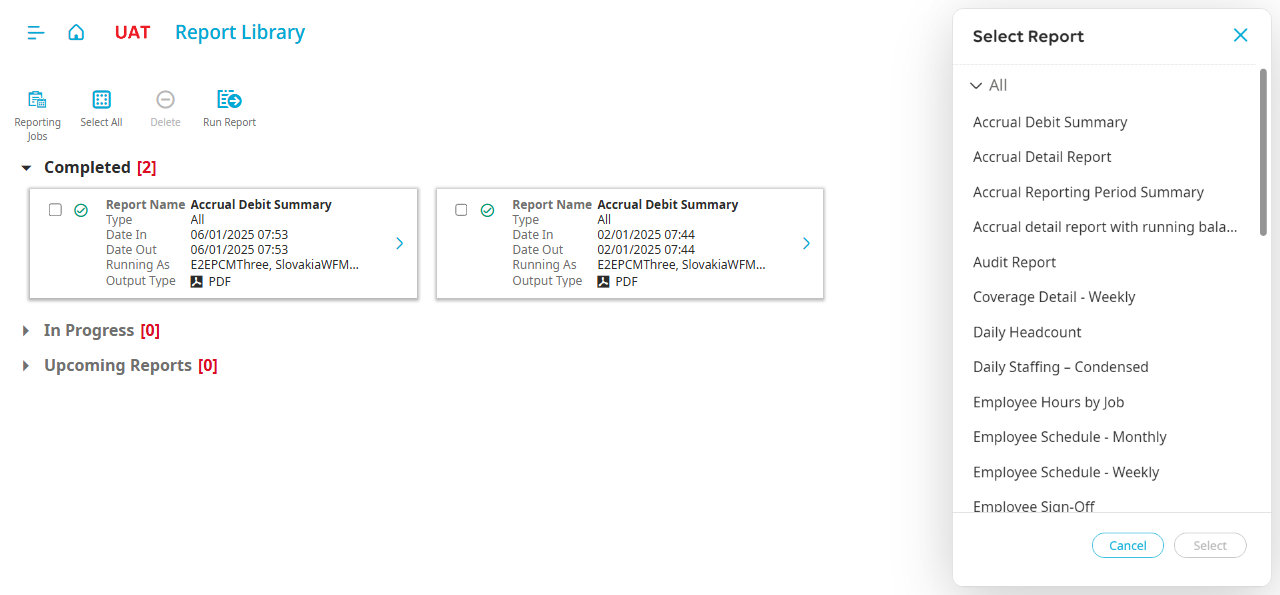 UAT Report Library
Reporting Jobs
Select All
Delete
Run Report
Completed [2]
Report Name Accrual Debit Summary
Type All
Date In 06/01/2025 07:53
Date Out 06/01/2025 07:53
Running As E2EPCMThree, SlovakiaWFM...
Output Type PDF
Report Name Accrual Debit Summary
Type All
Date In 02/01/2025 07:44
Date Out 02/01/2025 07:44
Running As E2EPCMThree, SlovakiaWFM...
Output Type PDF
In Progress [0]
Upcoming Reports [0]
Select Report
All
Accrual Debit Summary
Accrual Detail Report
Accrual Reporting Period Summary
Accrual detail report with running bala...
Audit Report
Coverage Detail - Weekly
Daily Headcount
Daily Staffing – Condensed
Employee Hours by Job
Employee Schedule - Monthly
Employee Schedule - Weekly
Employee Sign-Off
Cancel
Select